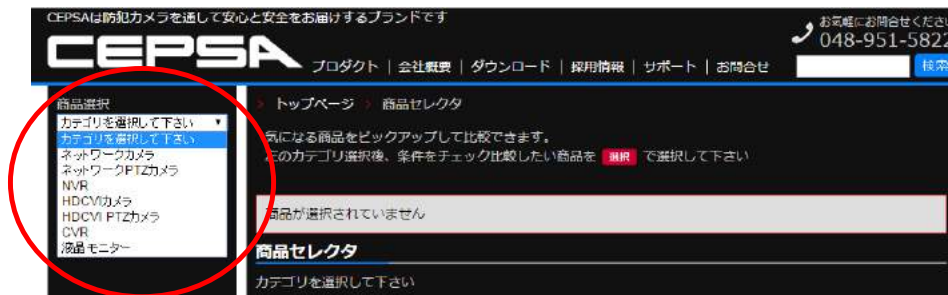 CEPSAは防犯カメラを通して安心と安全をお届けするブランドです
お気軽にお問合せください
CEPSA
048-951-5822
プロダクト | 会社概要 | ダウンロード | 採用情報 | サポート | お問合せ
検索
商品選択
カテゴリを選択して下さい
カテゴリを選択して下さい
ネットワークカメラ
ネットワークPTZカメラ
NVR
HDCVIカメラ
HDCVI PTZカメラ
CVR
液晶モニター
トップページ 商品セレクタ
気になる商品をピックアップして比較できます。
左のカテゴリ選択後、条件をチェック比較したい商品を 選択 で選択して下さい
商品が選択されていません
商品セレクタ
カテゴリを選択して下さい